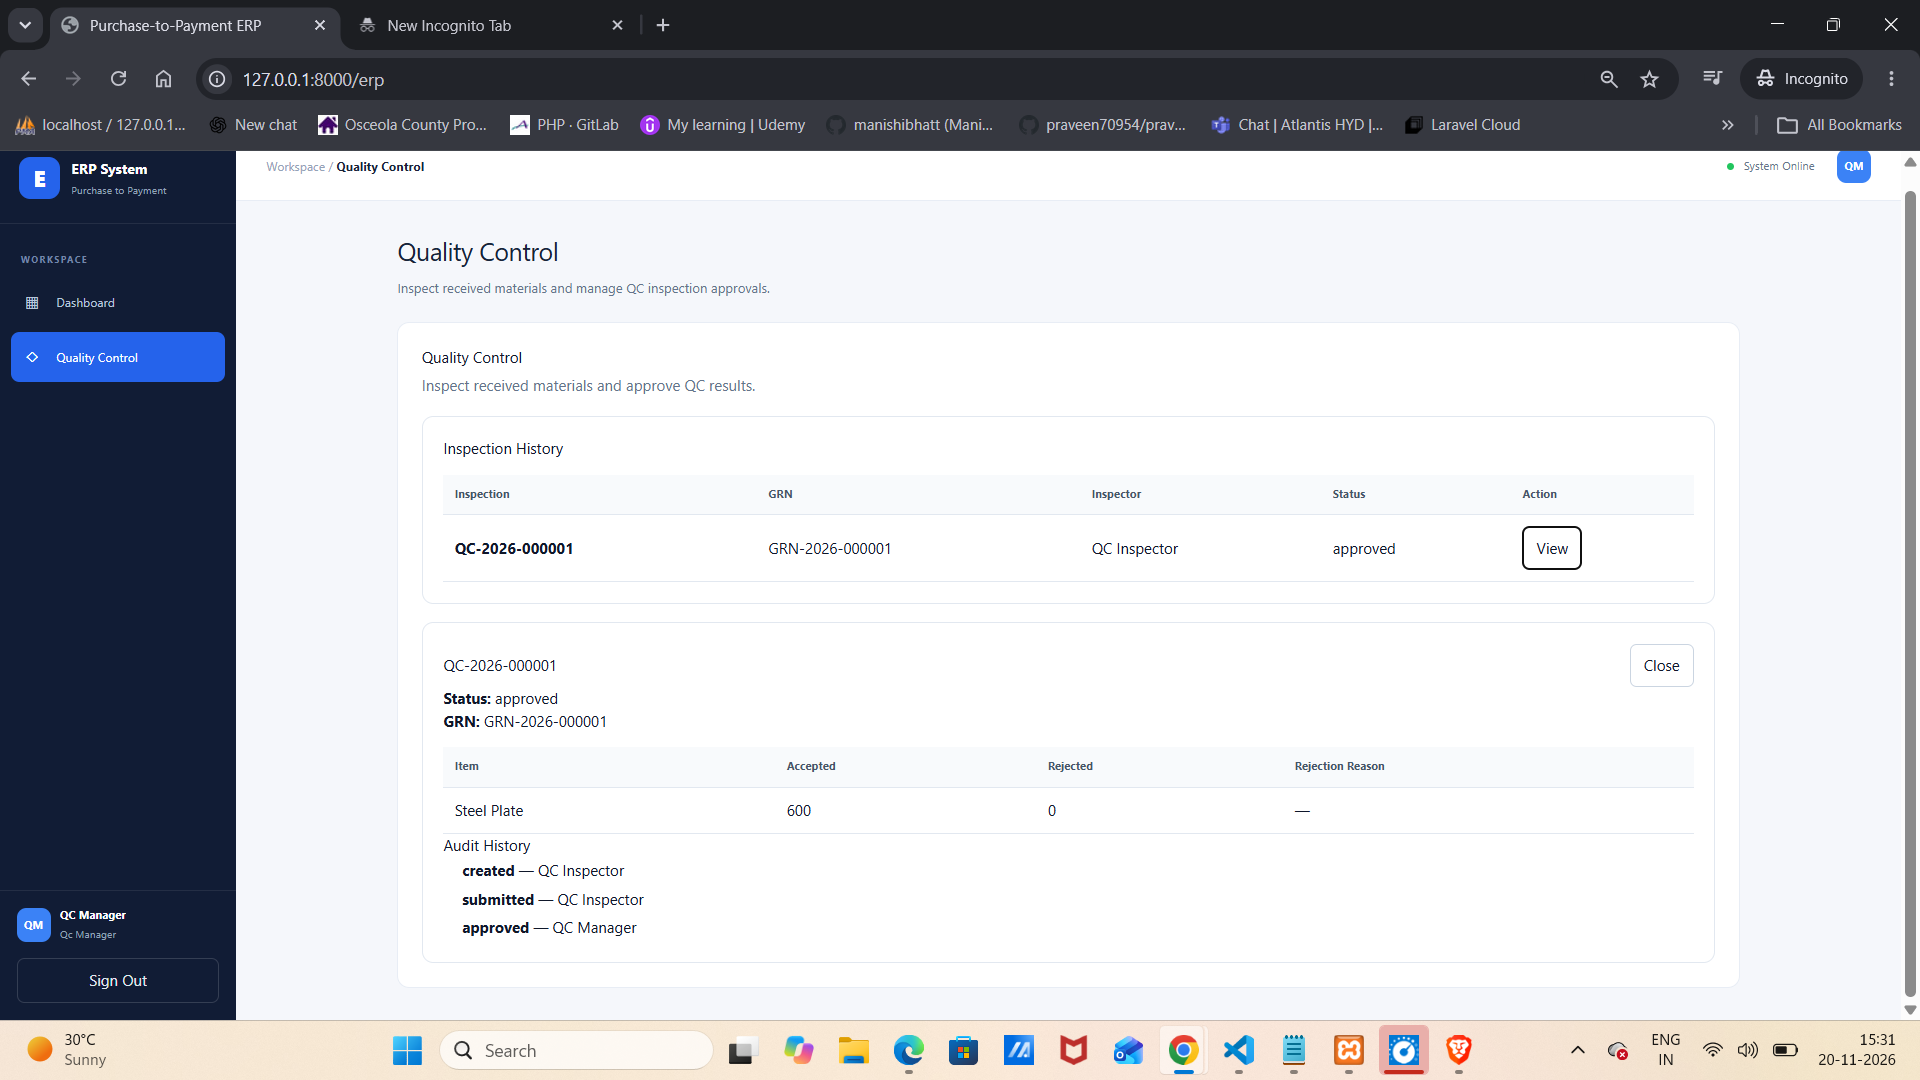 Purchase-to-Payment ERP
New Incognito Tab
127.0.0.1:8000/erp
Incognito
localhost / 127.0.0.1...
New chat
Osceola County Pro...
PHP · GitLab
My learning | Udemy
manishibhatt (Mani...
praveen70954/prav...
Chat | Atlantis HYD |...
Laravel Cloud
All Bookmarks
E
ERP System
Purchase to Payment
Workspace / Quality Control
System Online
QM
WORKSPACE
Dashboard
Quality Control
Quality Control
Inspect received materials and manage QC inspection approvals.
Quality Control
Inspect received materials and approve QC results.
Inspection History
Inspection GRN Inspector Status Action
QC-2026-000001 GRN-2026-000001 QC Inspector approved View
QC-2026-000001
Close
Status: approved
GRN: GRN-2026-000001
Item Accepted Rejected Rejection Reason
Steel Plate 600 0 —
Audit History
created — QC Inspector
submitted — QC Inspector
approved — QC Manager
QM
QC Manager
Qc Manager
Sign Out
30°C
Sunny
Search
ENG
IN
15:31
20-11-2026